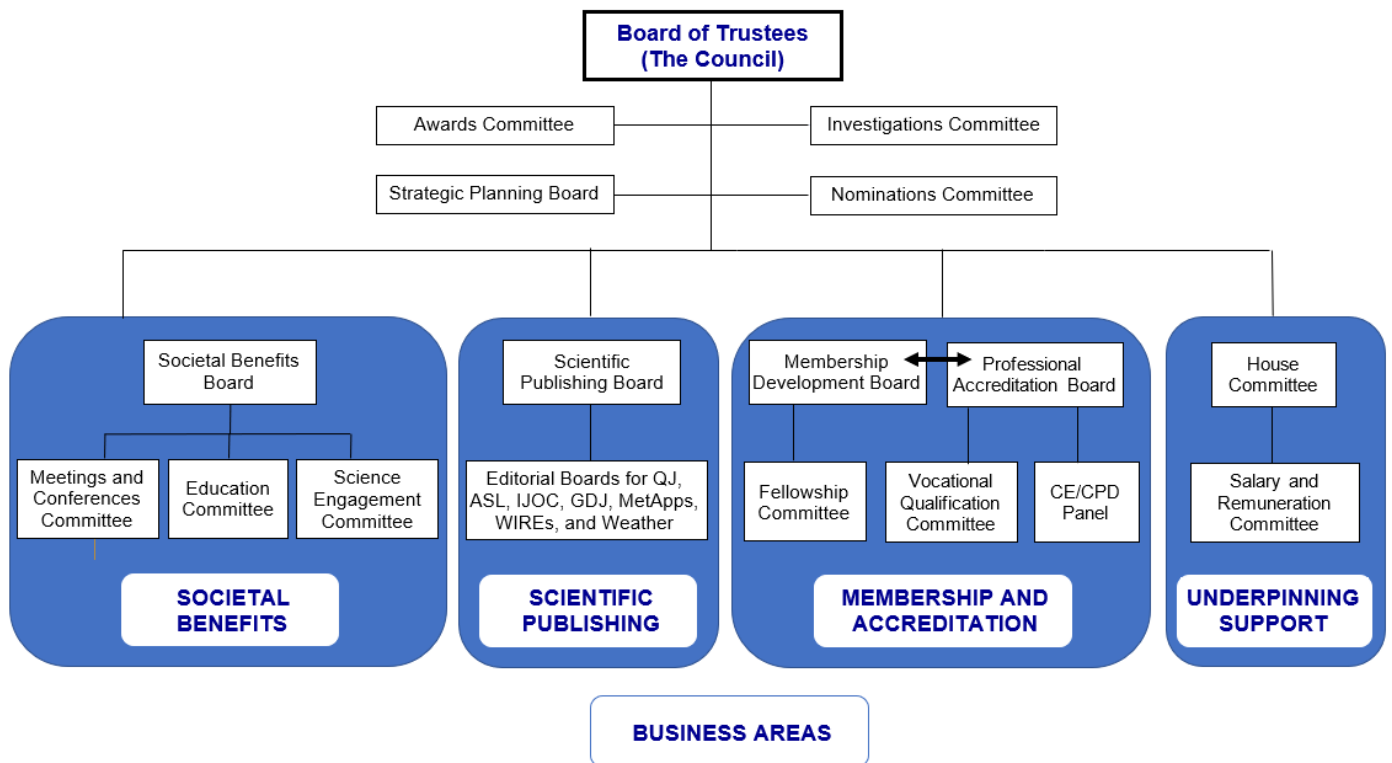 Board of Trustees
(The Council)
Awards Committee
Investigations Committee
Strategic Planning Board
Nominations Committee
Societal Benefits
Board
Scientific
Publishing Board
Membership
Development Board
Professional
Accreditation Board
House
Committee
Meetings and
Conferences
Committee
Education
Committee
Science
Engagement
Committee
Editorial Boards for QJ,
ASL, IJOC, GDJ, MetApps,
WIREs, and Weather
Fellowship
Committee
Vocational
Qualification
Committee
CE/CPD
Panel
Salary and
Remuneration
Committee
SOCIETAL
BENEFITS
SCIENTIFIC
PUBLISHING
MEMBERSHIP AND
ACCREDITATION
UNDERPINNING
SUPPORT
BUSINESS AREAS